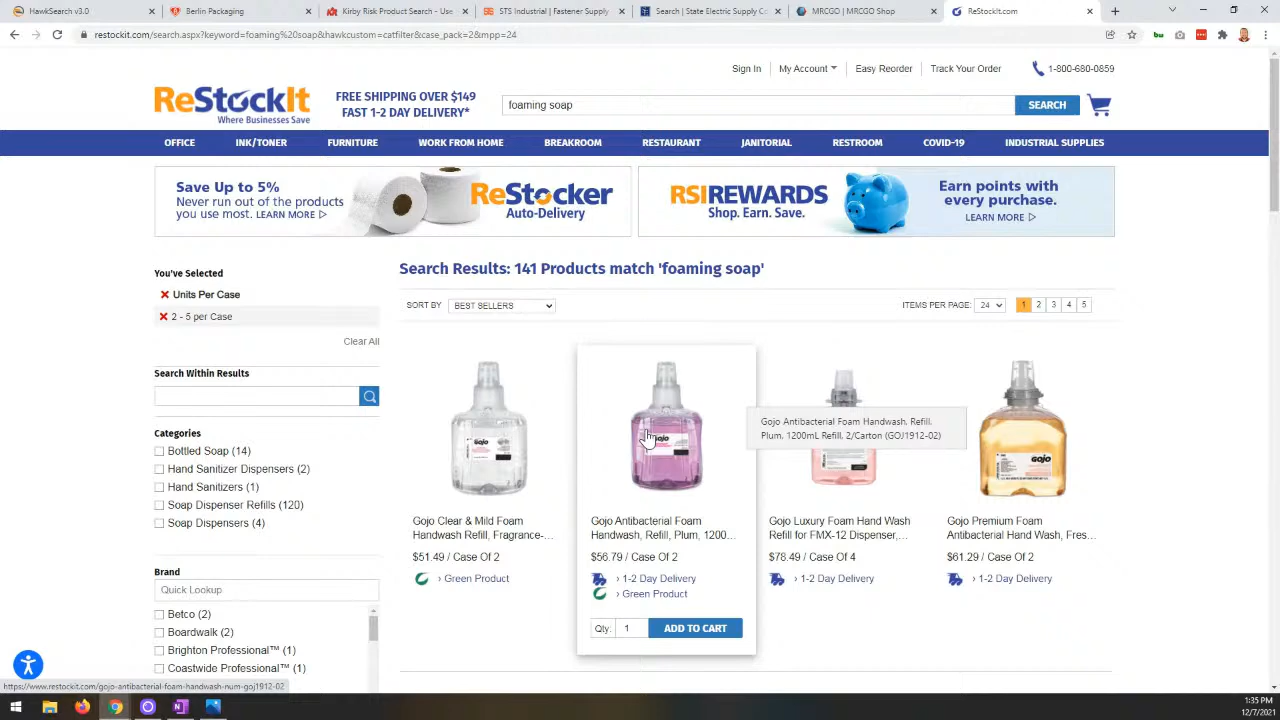 HawkSearch v3.0
Berlin Packaging
Kirby Risk Product Search - Use
STS Industrial | Fastener Supply
Search | State Electric Supply Co
MRCGO | MRCGO Shop
ReStockIt.com
restockit.com/search.aspx?keyword=foaming%20soap&hawkcustom=catfilter&case_pack=2&mpp=24
Sign In
My Account
Easy Reorder
Track Your Order
1-800-680-0859
ReStockIt
Where Businesses Save
FREE SHIPPING OVER $149
FAST 1-2 DAY DELIVERY*
foaming soap
SEARCH
OFFICE
INK/TONER
FURNITURE
WORK FROM HOME
BREAKROOM
RESTAURANT
JANITORIAL
RESTROOM
COVID-19
INDUSTRIAL SUPPLIES
Save Up to 5%
Never run out of the products
you use most. LEARN MORE
ReStocker
Auto-Delivery
RSIREWARDS
Shop. Earn. Save.
Earn points with
every purchase.
LEARN MORE
You've Selected
Units Per Case
2 - 5 per Case
Clear All
Search Within Results
Categories
Bottled Soap (14)
Hand Sanitizer Dispensers (2)
Hand Sanitizers (1)
Soap Dispenser Refills (120)
Soap Dispensers (4)
Brand
Quick Lookup
Betco (2)
Boardwalk (2)
Brighton Professional™ (1)
Coastwide Professional™ (1)
Search Results: 141 Products match 'foaming soap'
SORT BY
BEST SELLERS
ITEMS PER PAGE: 24
1 2 3 4 5
Gojo Antibacterial Foam Handwash, Refill,
Plum, 1200mL Refill, 2/Carton (GOJ1912-02)
GOJO
Gojo Clear & Mild Foam
Handwash Refill, Fragrance-...
$51.49 / Case Of 2
› Green Product
Gojo Antibacterial Foam
Handwash, Refill, Plum, 1200...
$56.79 / Case Of 2
› 1-2 Day Delivery
› Green Product
Qty: 1
ADD TO CART
Gojo Luxury Foam Hand Wash
Refill for FMX-12 Dispenser,...
$78.49 / Case Of 4
› 1-2 Day Delivery
Gojo Premium Foam
Antibacterial Hand Wash, Fres...
$61.29 / Case Of 2
› 1-2 Day Delivery
https://www.restockit.com/gojo-antibacterial-foam-handwash-num-goj1912-02
1:35 PM
12/7/2021